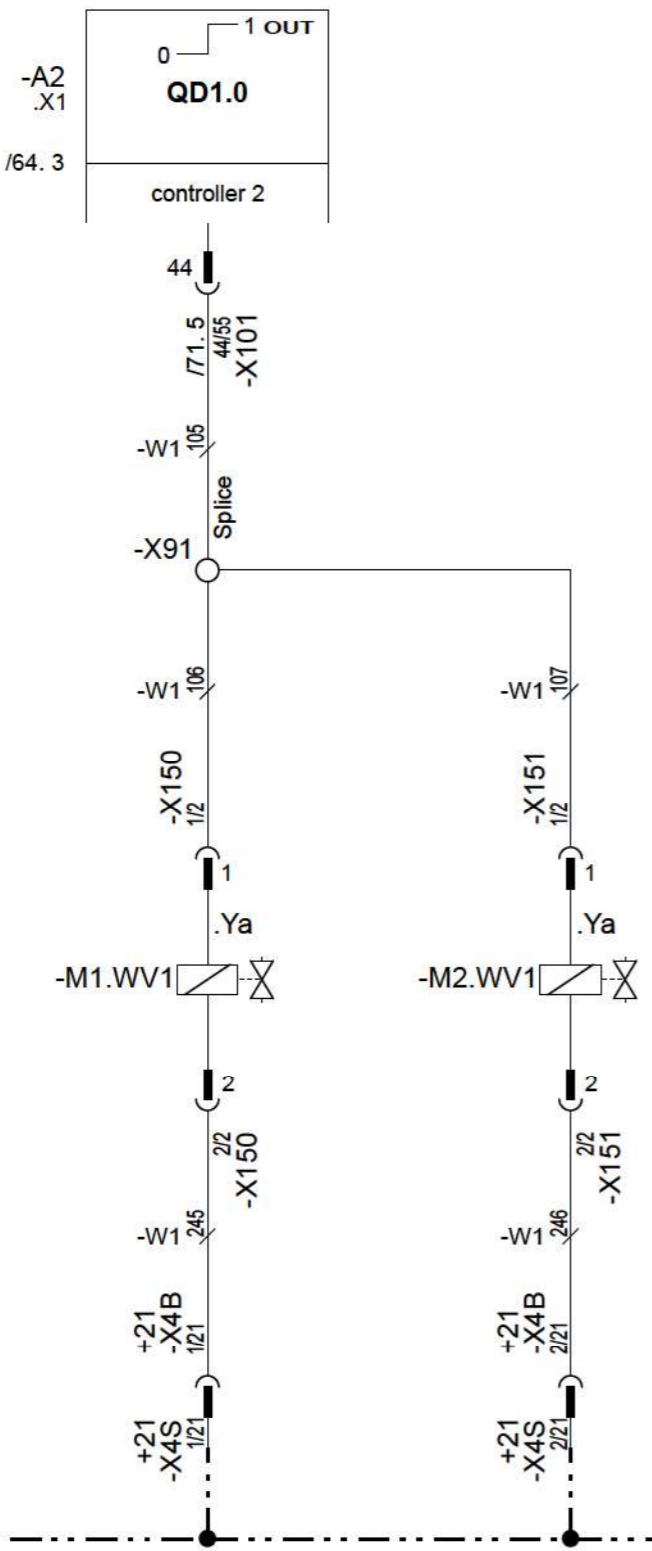 1 OUT
0
-A2
.X1
QD1.0
/64. 3
controller 2
44
/71. 5
44/55
-X101
-W1
105
Splice
-X91
-W1
106
-W1
107
-X150
1/2
-X151
1/2
1
1
.Ya
.Ya
-M1.WV1
-M2.WV1
2
2
2/2
-X150
2/2
-X151
-W1
245
-W1
246
+21
-X4B
1/21
+21
-X4B
2/21
+21
-X4S
1/21
+21
-X4S
2/21